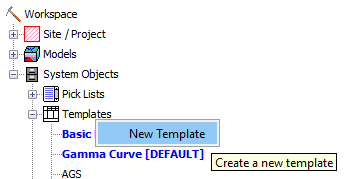 Workspace
Site / Project
Models
System Objects
Pick Lists
Templates
Basic
New Template
Gamma Curve [DEFAULT]
Create a new template
AGS